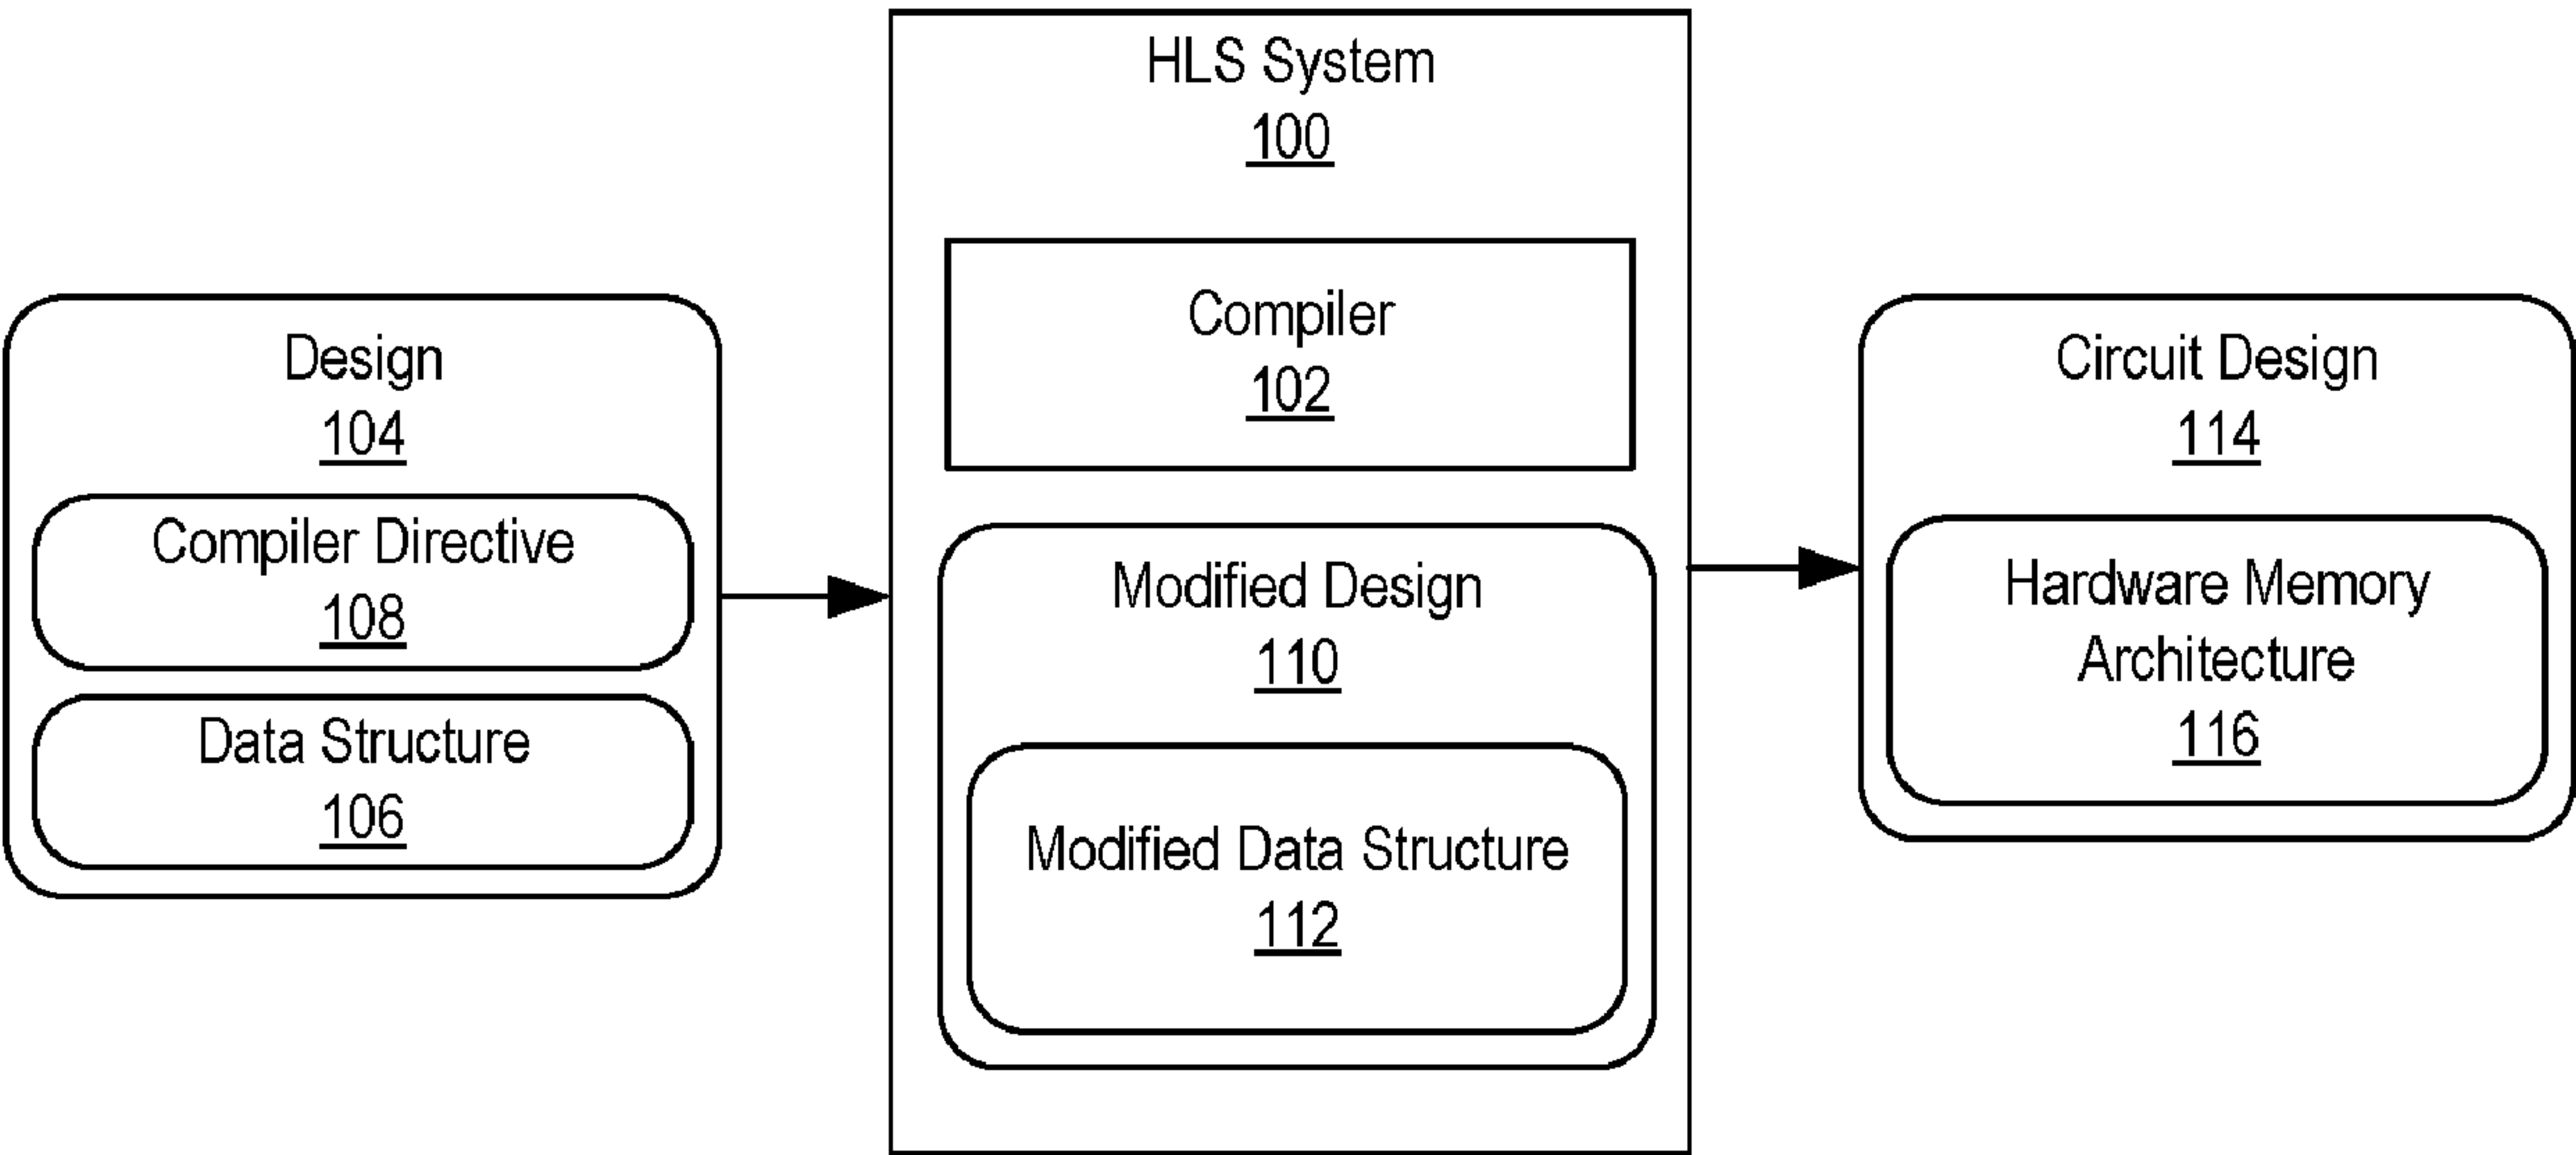 Design
104
Compiler Directive
108
Data Structure
106
HLS System
100
Compiler
102
Modified Design
110
Modified Data Structure
112
Circuit Design
114
Hardware Memory
Architecture
116